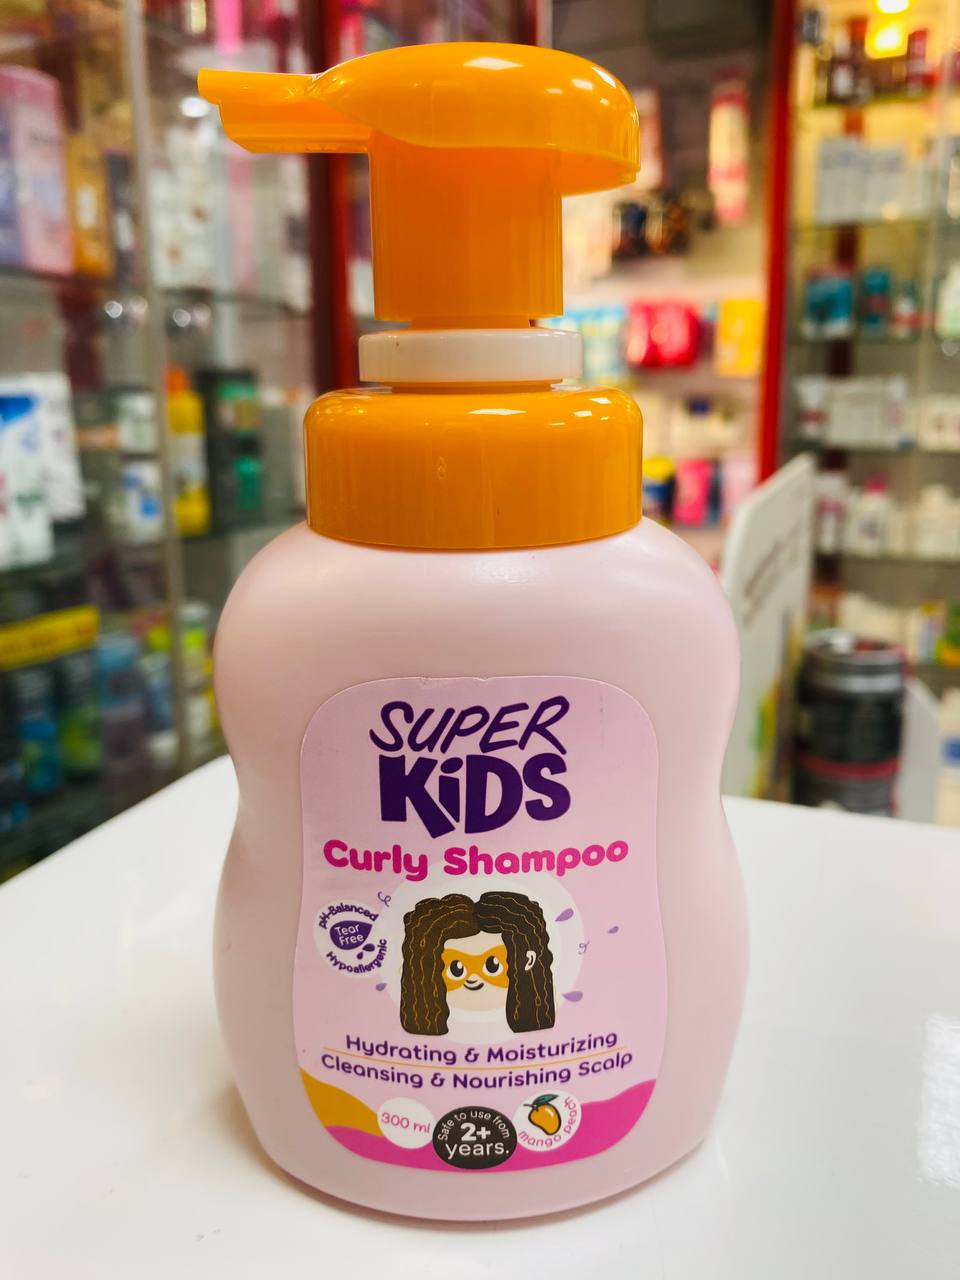 SUPER
KiDS
Curly Shampoo
pH-Balanced
Tear
Free
Hypoallergenic
Hydrating & Moisturizing
Cleansing & Nourishing Scalp
300 ml
Safe to use from
2+
years.
mango peach